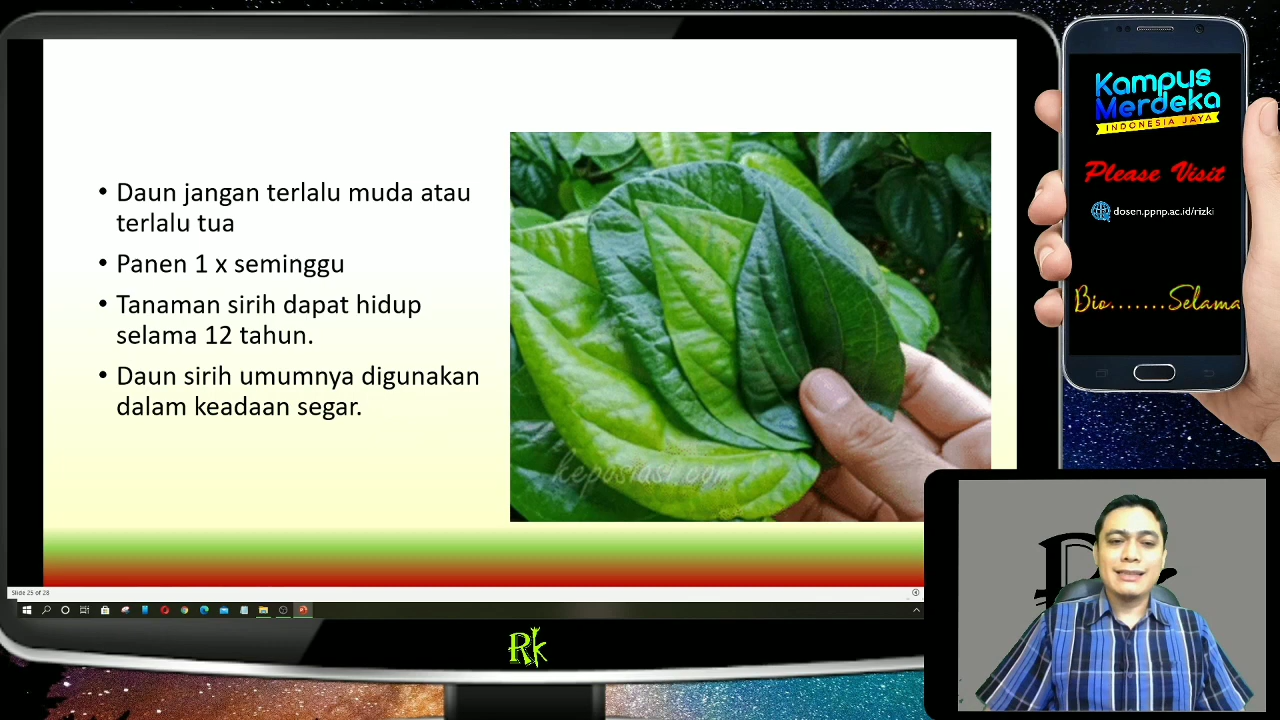 • Daun jangan terlalu muda atau
terlalu tua
• Panen 1 x seminggu
• Tanaman sirih dapat hidup
selama 12 tahun.
• Daun sirih umumnya digunakan
dalam keadaan segar.
keposiasi.com
Slide 25 of 28
Rk
Kampus
Merdeka
INDONESIA JAYA
Please Visit
dosen.ppnp.ac.id/rizki
Bio.......Selama